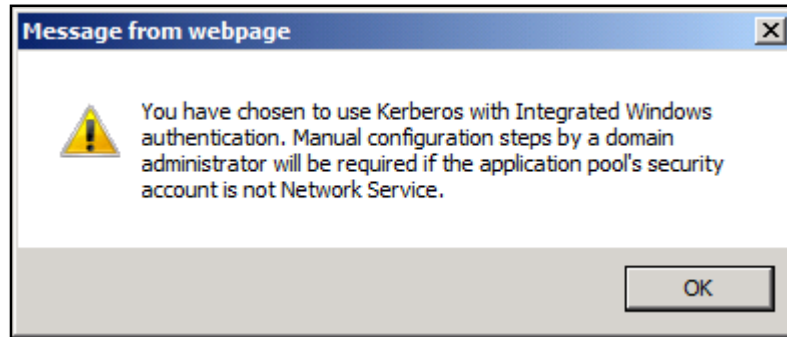 Message from webpage
You have chosen to use Kerberos with Integrated Windows
authentication. Manual configuration steps by a domain
administrator will be required if the application pool's security
account is not Network Service.
OK